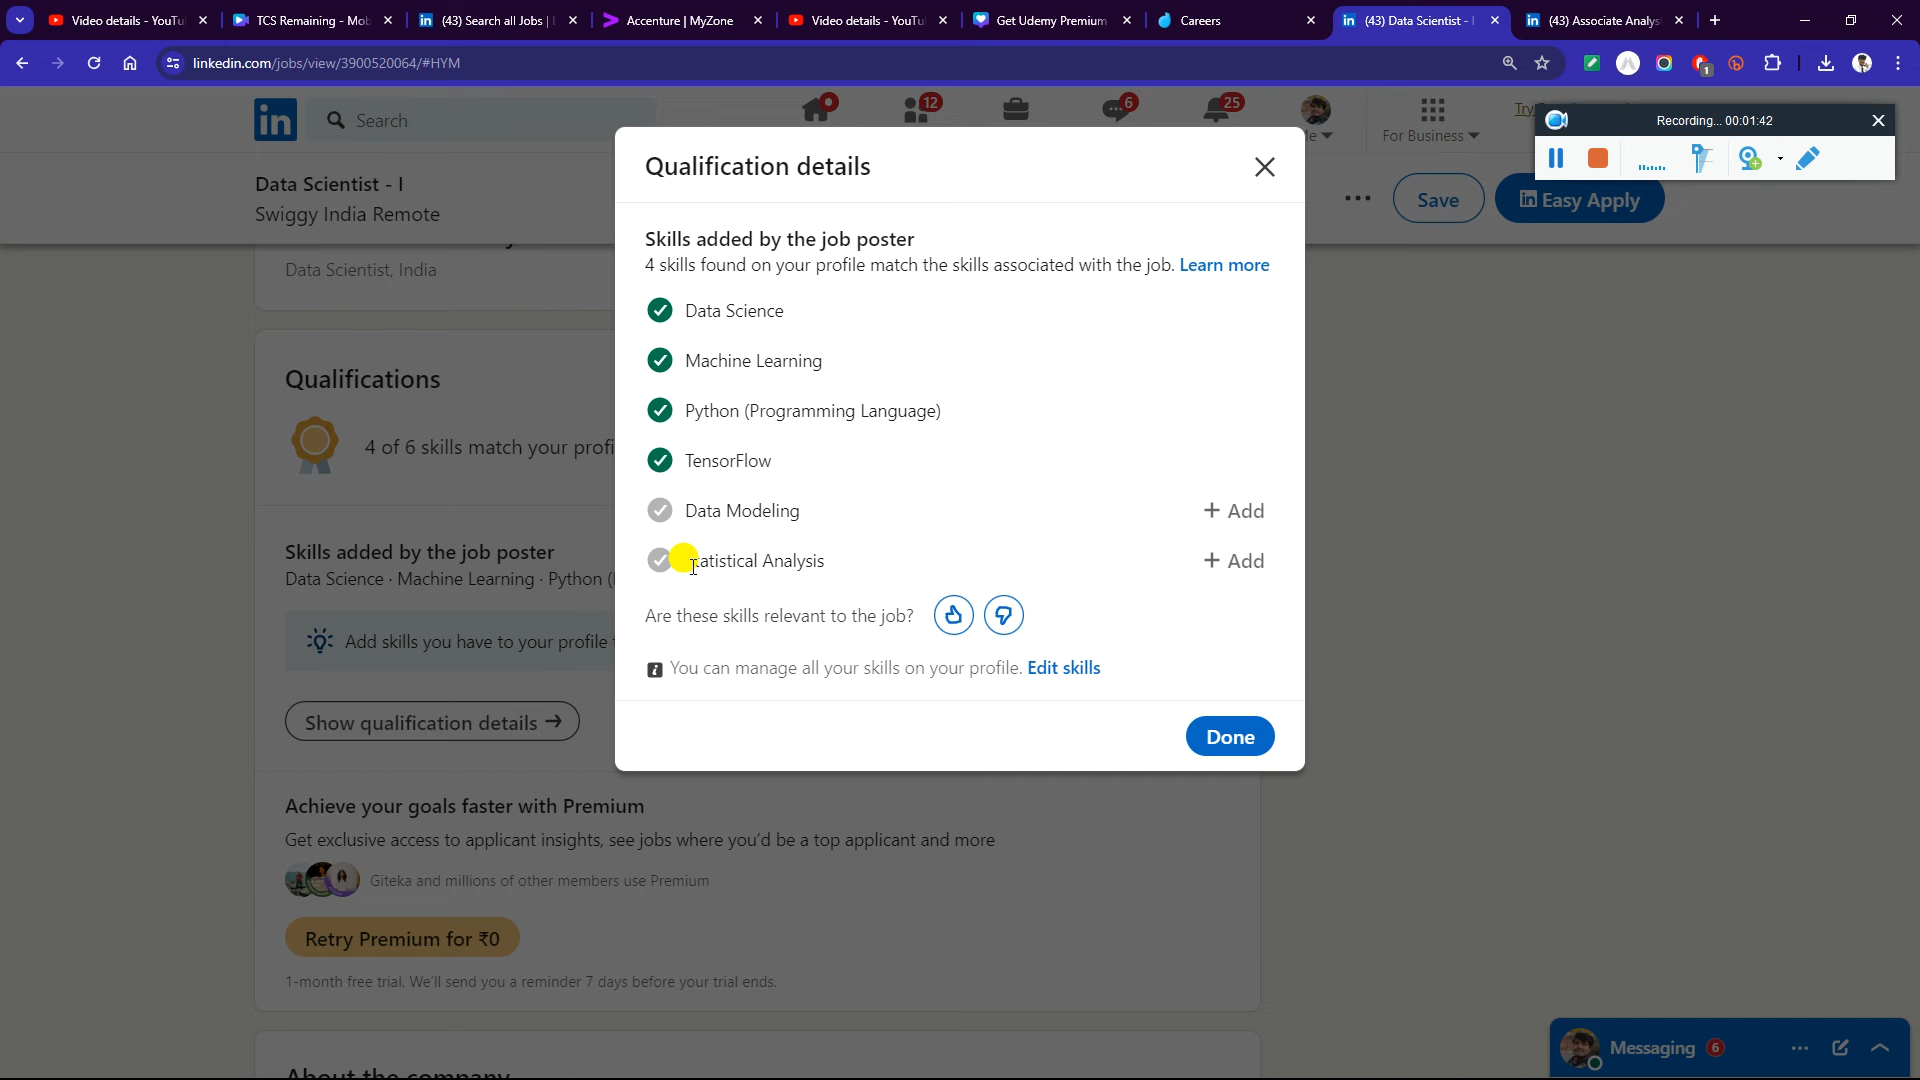 Video details - YouTu
TCS Remaining - Mob
(43) Search all Jobs |
Accenture | MyZone
Video details - YouTu
Get Udemy Premium
Careers
(43) Data Scientist -
(43) Associate Analys
linkedin.com/jobs/view/3900520064/#HYM
1
in
Search
12
6
25
For Business
Try
Recording... 00:01:42
Data Scientist - I
Swiggy India Remote
Save
in Easy Apply
Data Scientist, India
Qualifications
4 of 6 skills match your profi
Skills added by the job poster
Data Science · Machine Learning · Python (
Add skills you have to your profile
Show qualification details
Achieve your goals faster with Premium
Get exclusive access to applicant insights, see jobs where you'd be a top applicant and more
Giteka and millions of other members use Premium
Retry Premium for ₹0
1-month free trial. We'll send you a reminder 7 days before your trial ends.
About the company
Qualification details
Skills added by the job poster
4 skills found on your profile match the skills associated with the job. Learn more
Data Science
Machine Learning
Python (Programming Language)
TensorFlow
Data Modeling
+ Add
tatistical Analysis
+ Add
Are these skills relevant to the job?
You can manage all your skills on your profile. Edit skills
Done
Messaging 6